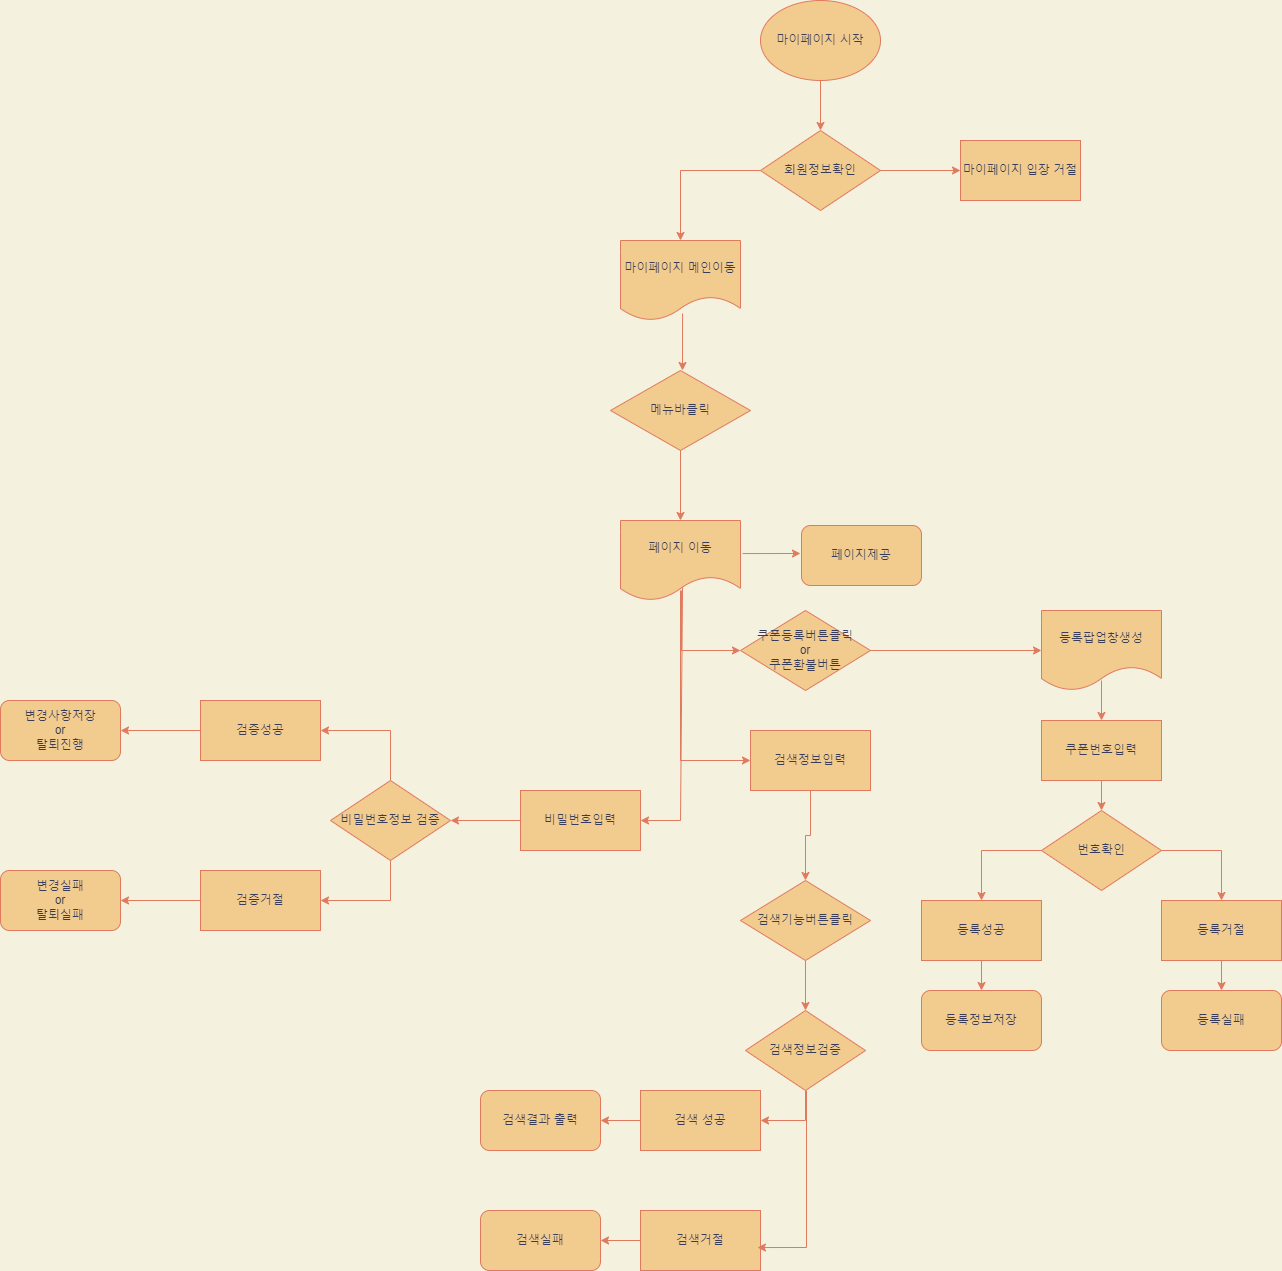 마이페이지 시작
회원정보확인
마이페이지 입장 거절
마이페이지 메인이동
메뉴바클릭
페이지 이동
페이지제공
쿠폰등록버튼클릭
or
쿠폰환불버튼
등록팝업창생성
변경사항저장
or
탈퇴진행
검증성공
검색정보입력
쿠폰번호입력
비밀번호정보 검증
비밀번호입력
번호확인
변경실패
or
탈퇴실패
검증거절
검색기능버튼클릭
등록성공
등록거절
검색정보검증
등록정보저장
등록실패
검색결과 출력
검색 성공
검색실패
검색거절